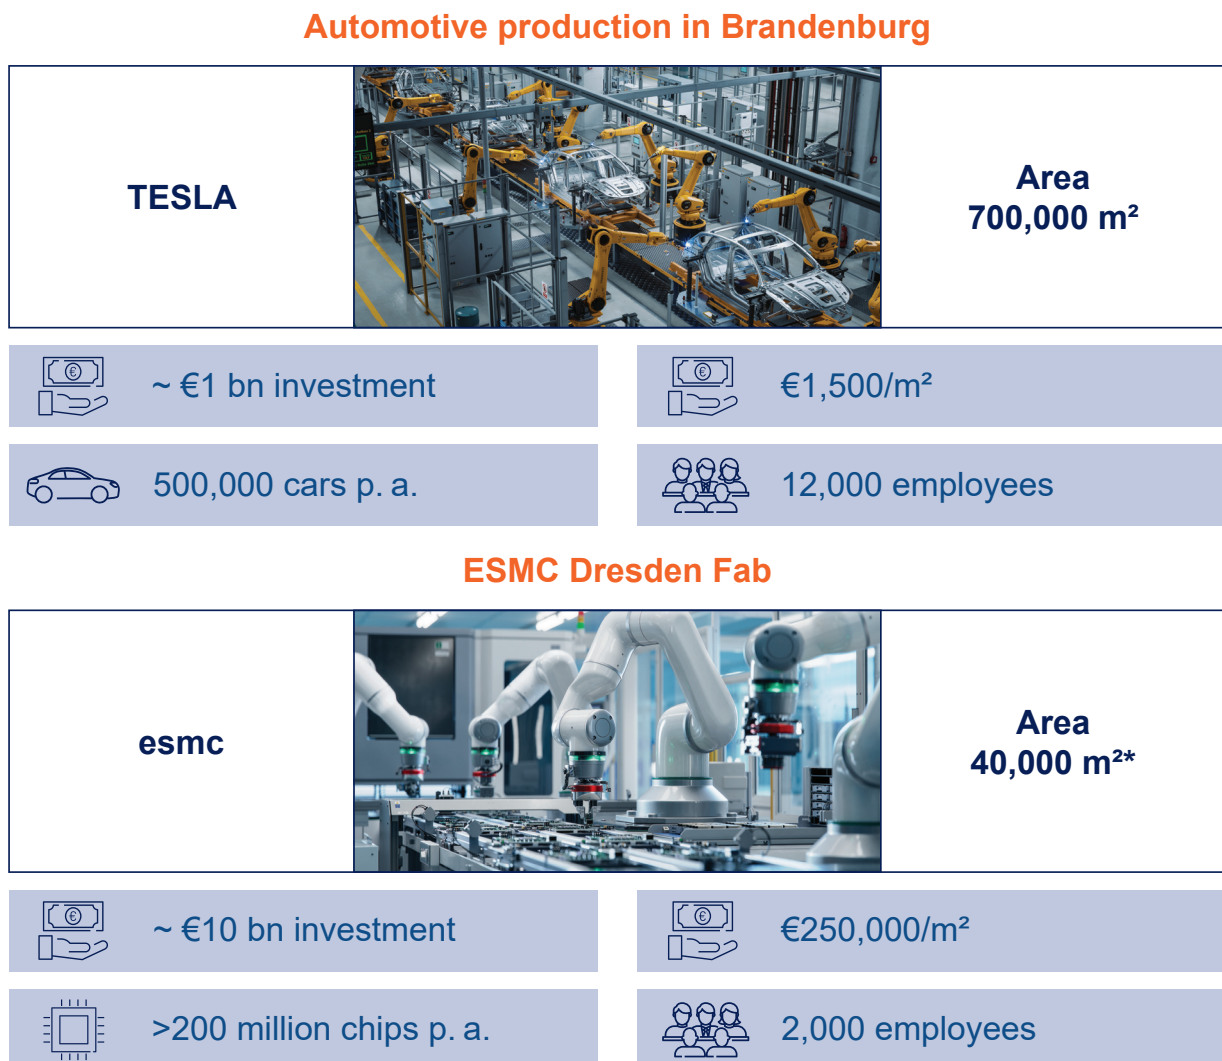 Automotive production in Brandenburg
TESLA
Area
700,000 m²
~ €1 bn investment
€1,500/m²
500,000 cars p. a.
12,000 employees
ESMC Dresden Fab
esmc
Area
40,000 m²*
~ €10 bn investment
€250,000/m²
>200 million chips p. a.
2,000 employees